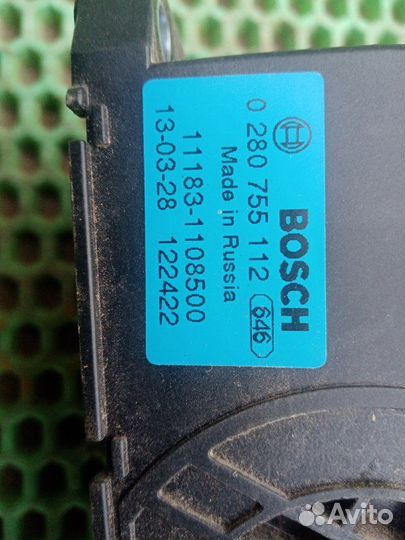 BOSCH
0 280 755 112 646
Made in Russia
11183-1108500
13-03-28 122422
Avito